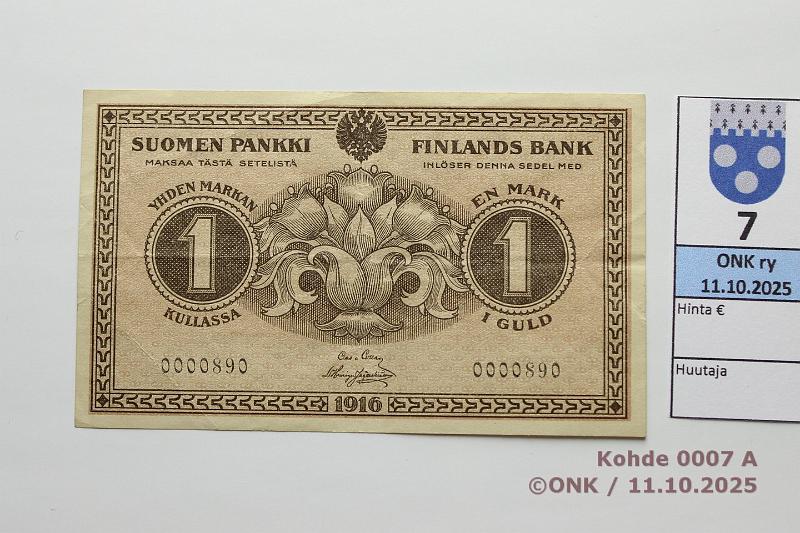 SUOMEN PANKKI
MAKSAA TÄSTÄ SETELISTÄ
FINLANDS BANK
INLÖSER DENNA SEDEL MED
YHDEN MARKAN
1
KULLASSA
EN MARK
1
I GULD
0000890
0000890
1916
7
ONK ry
11.10.2025
Hinta €
Huutaja
Kohde 0007 A
©ONK / 11.10.2025